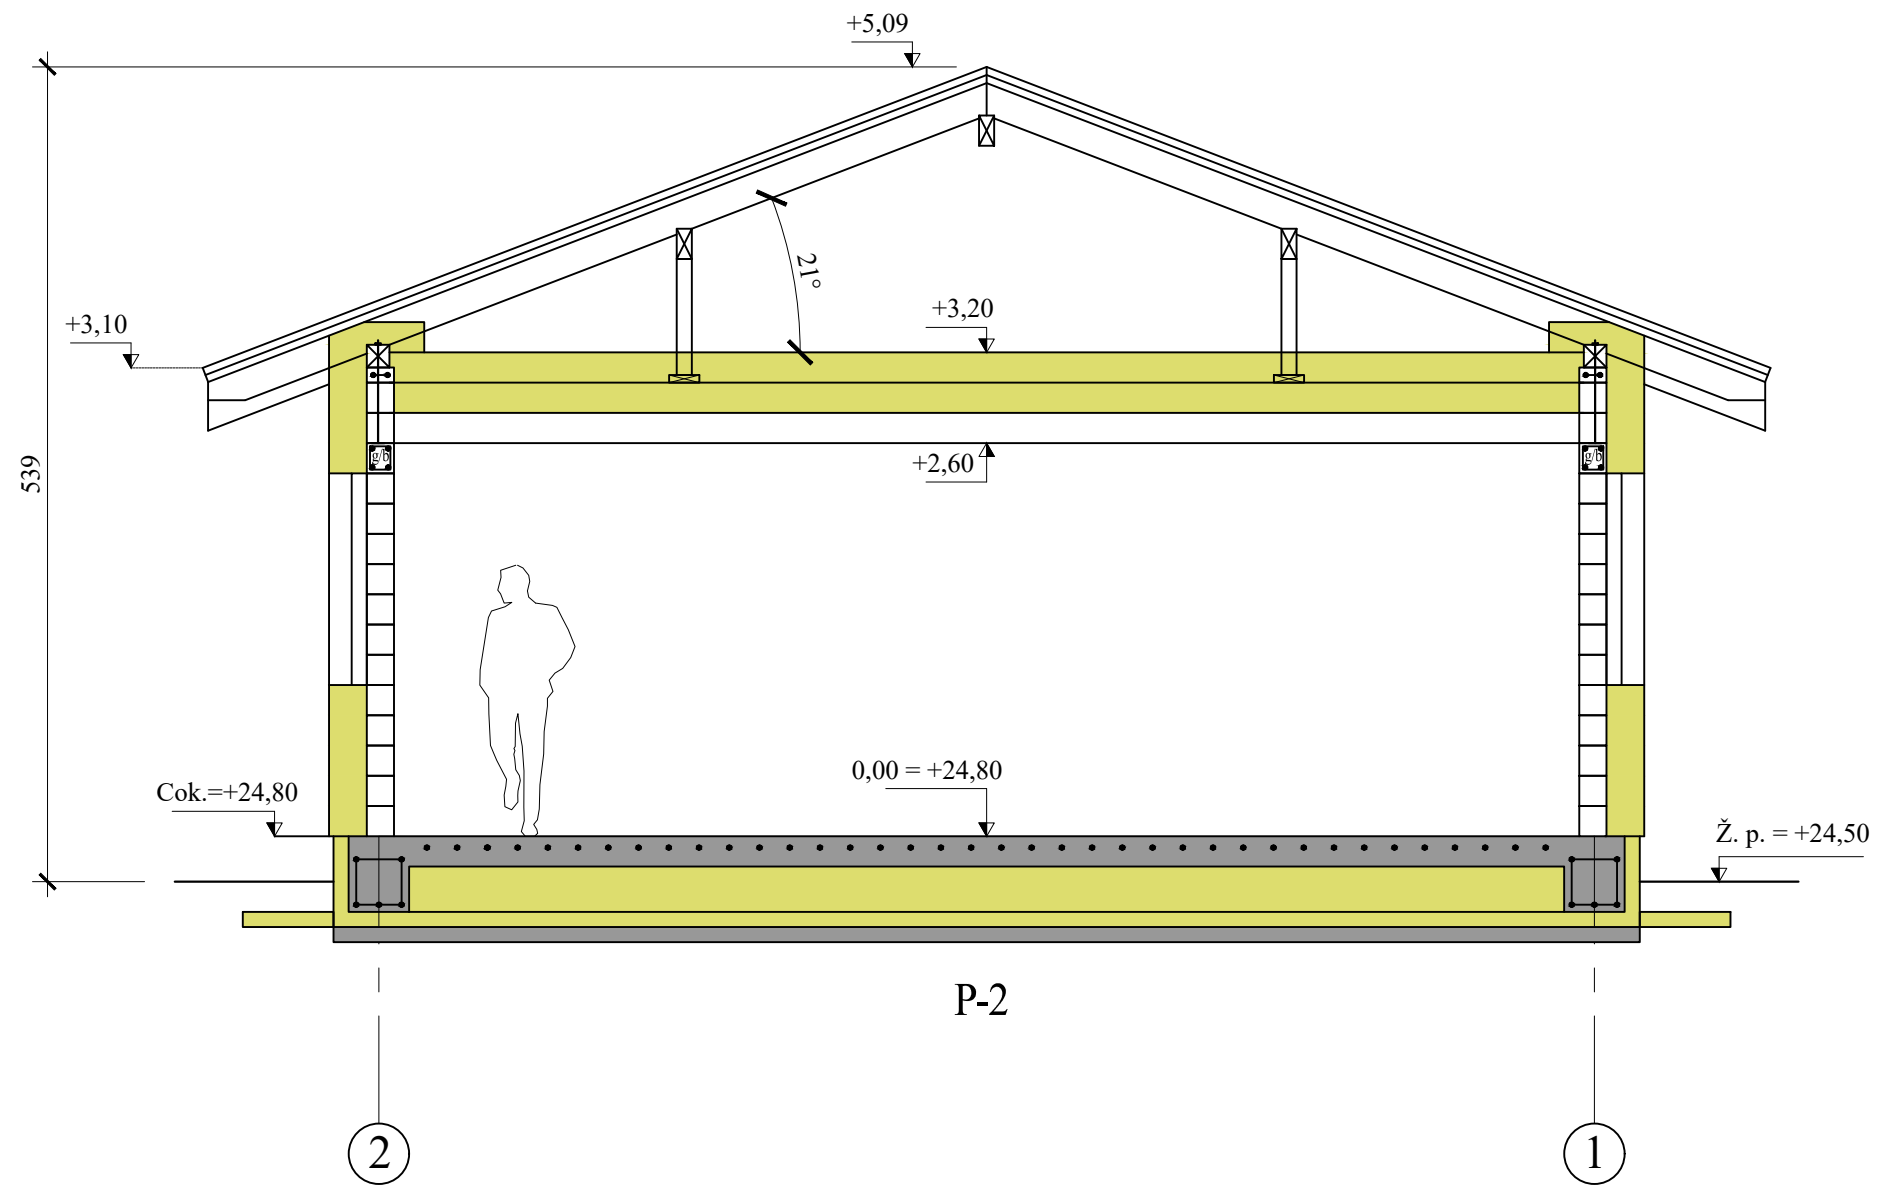 +5,09
21°
+3,20
+3,10
+2,60
g/b
g/b
539
0,00 = +24,80
Cok.=+24,80
Ž. p. = +24,50
P-2
2
1